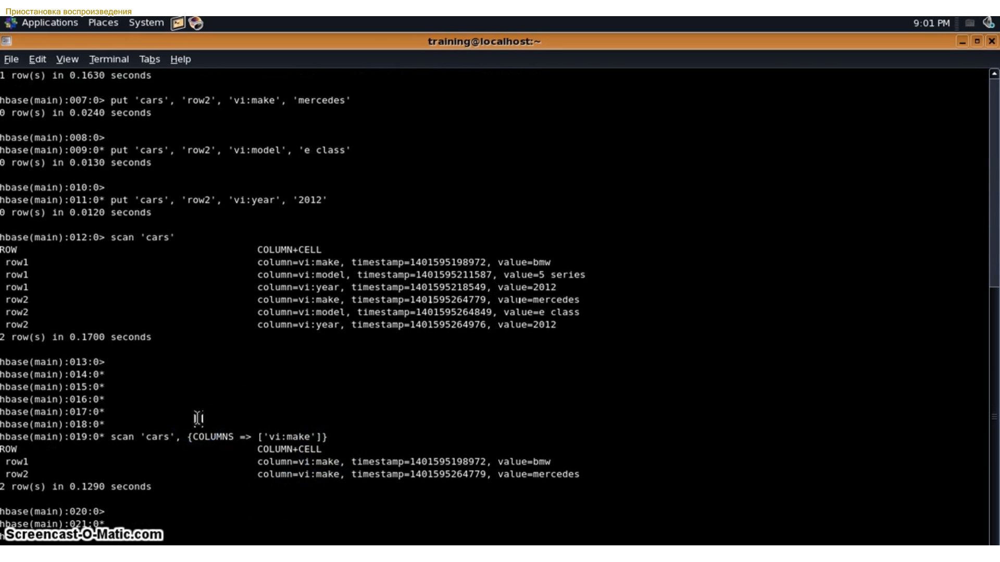 Приостановка воспроизведения
Applications Places System 9:01 PM
training@localhost:~
File Edit View Terminal Tabs Help
1 row(s) in 0.1630 seconds
hbase(main):007:0> put 'cars', 'row2', 'vi:make', 'mercedes'
0 row(s) in 0.0240 seconds
hbase(main):008:0>
hbase(main):009:0* put 'cars', 'row2', 'vi:model', 'e class'
0 row(s) in 0.0130 seconds
hbase(main):010:0>
hbase(main):011:0* put 'cars', 'row2', 'vi:year', '2012'
0 row(s) in 0.0120 seconds
hbase(main):012:0> scan 'cars'
ROW COLUMN+CELL
row1 column=vi:make, timestamp=1401595198972, value=bmw
row1 column=vi:model, timestamp=1401595211587, value=5 series
row1 column=vi:year, timestamp=1401595218549, value=2012
row2 column=vi:make, timestamp=1401595264779, value=mercedes
row2 column=vi:model, timestamp=1401595264849, value=e class
row2 column=vi:year, timestamp=1401595264976, value=2012
2 row(s) in 0.1700 seconds
hbase(main):013:0>
hbase(main):014:0*
hbase(main):015:0*
hbase(main):016:0*
hbase(main):017:0*
hbase(main):018:0*
hbase(main):019:0* scan 'cars', {COLUMNS => ['vi:make']}
ROW COLUMN+CELL
row1 column=vi:make, timestamp=1401595198972, value=bmw
row2 column=vi:make, timestamp=1401595264779, value=mercedes
2 row(s) in 0.1290 seconds
hbase(main):020:0>
hbase(main):021:0*
Screencast-O-Matic.com